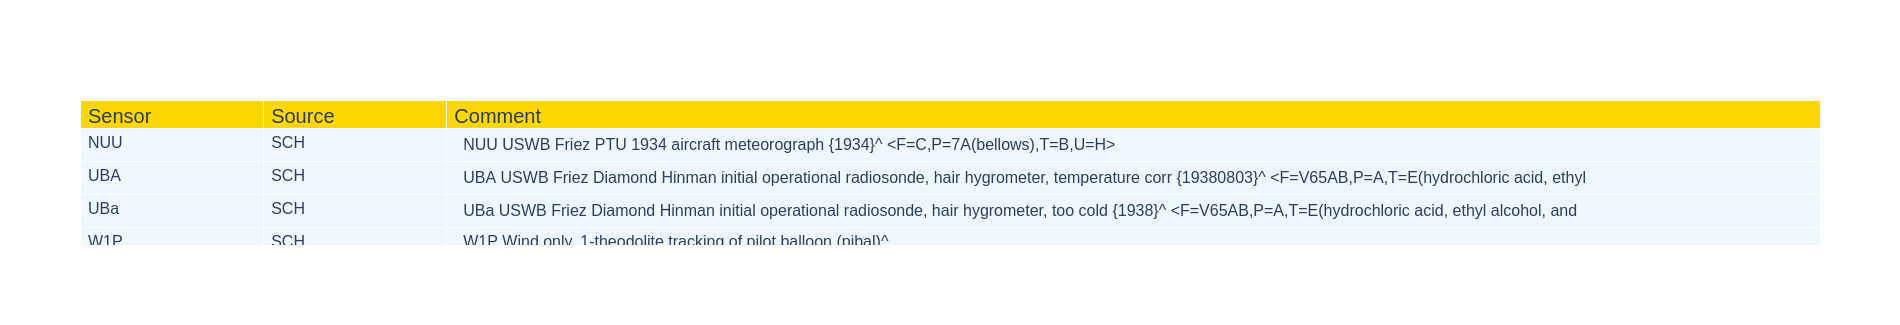 Sensor Source Comment
NUU SCH NUU USWB Friez PTU 1934 aircraft meteorograph {1934}^ <F=C,P=7A(bellows),T=B,U=H>
UBA SCH UBA USWB Friez Diamond Hinman initial operational radiosonde, hair hygrometer, temperature corr {19380803}^ <F=V65AB,P=A,T=E(hydrochloric acid, ethyl
UBa SCH UBa USWB Friez Diamond Hinman initial operational radiosonde, hair hygrometer, too cold {1938}^ <F=V65AB,P=A,T=E(hydrochloric acid, ethyl alcohol, and
W1P SCH W1P Wind only, 1-theodolite tracking of pilot balloon (pibal)^